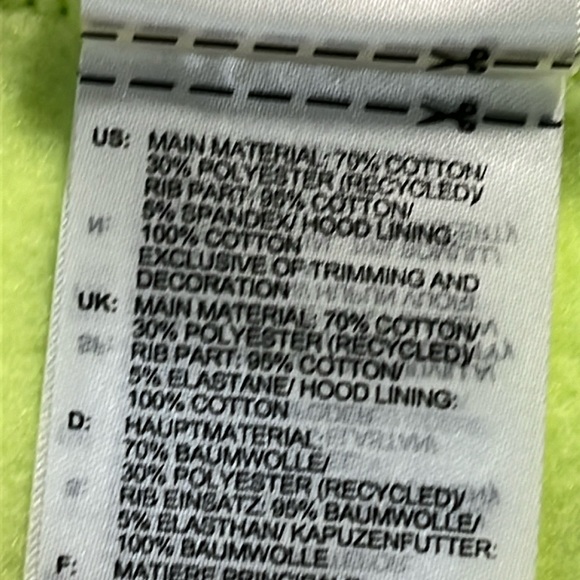 US: MAIN MATERIAL: 70% COTTON/
30% POLYESTER (RECYCLED)/
RIB PART: 95% COTTON/
5% SPANDEX/ HOOD LINING:
100% COTTON
EXCLUSIVE OF TRIMMING AND
DECORATION
UK: MAIN MATERIAL: 70% COTTON/
30% POLYESTER (RECYCLED)/
RIB PART: 95% COTTON/
5% ELASTANE/ HOOD LINING:
100% COTTON
D: HAUPTMATERIAL:
70% BAUMWOLLE/
30% POLYESTER (RECYCLED)/
RIB EINSATZ: 95% BAUMWOLLE/
5% ELASTHAN/ KAPUZENFUTTER:
100% BAUMWOLLE
F: MATIERE